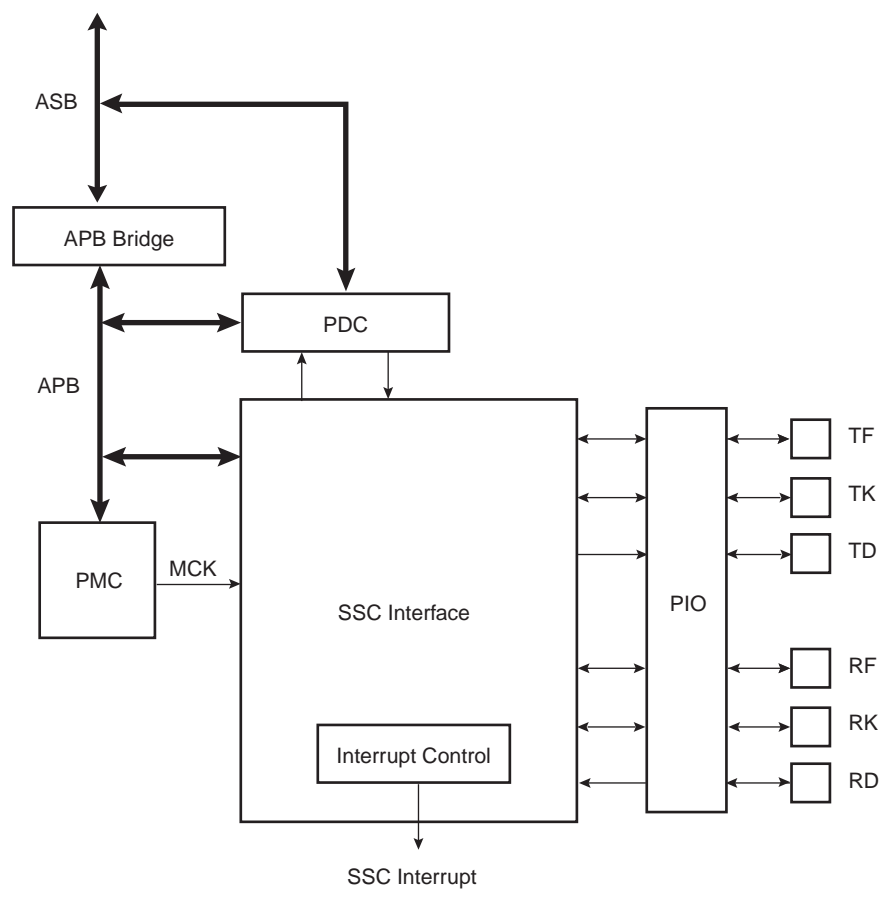 ASB
APB Bridge
PDC
APB
TF
TK
TD
PMC
MCK
SSC Interface
PIO
RF
RK
RD
Interrupt Control
SSC Interrupt